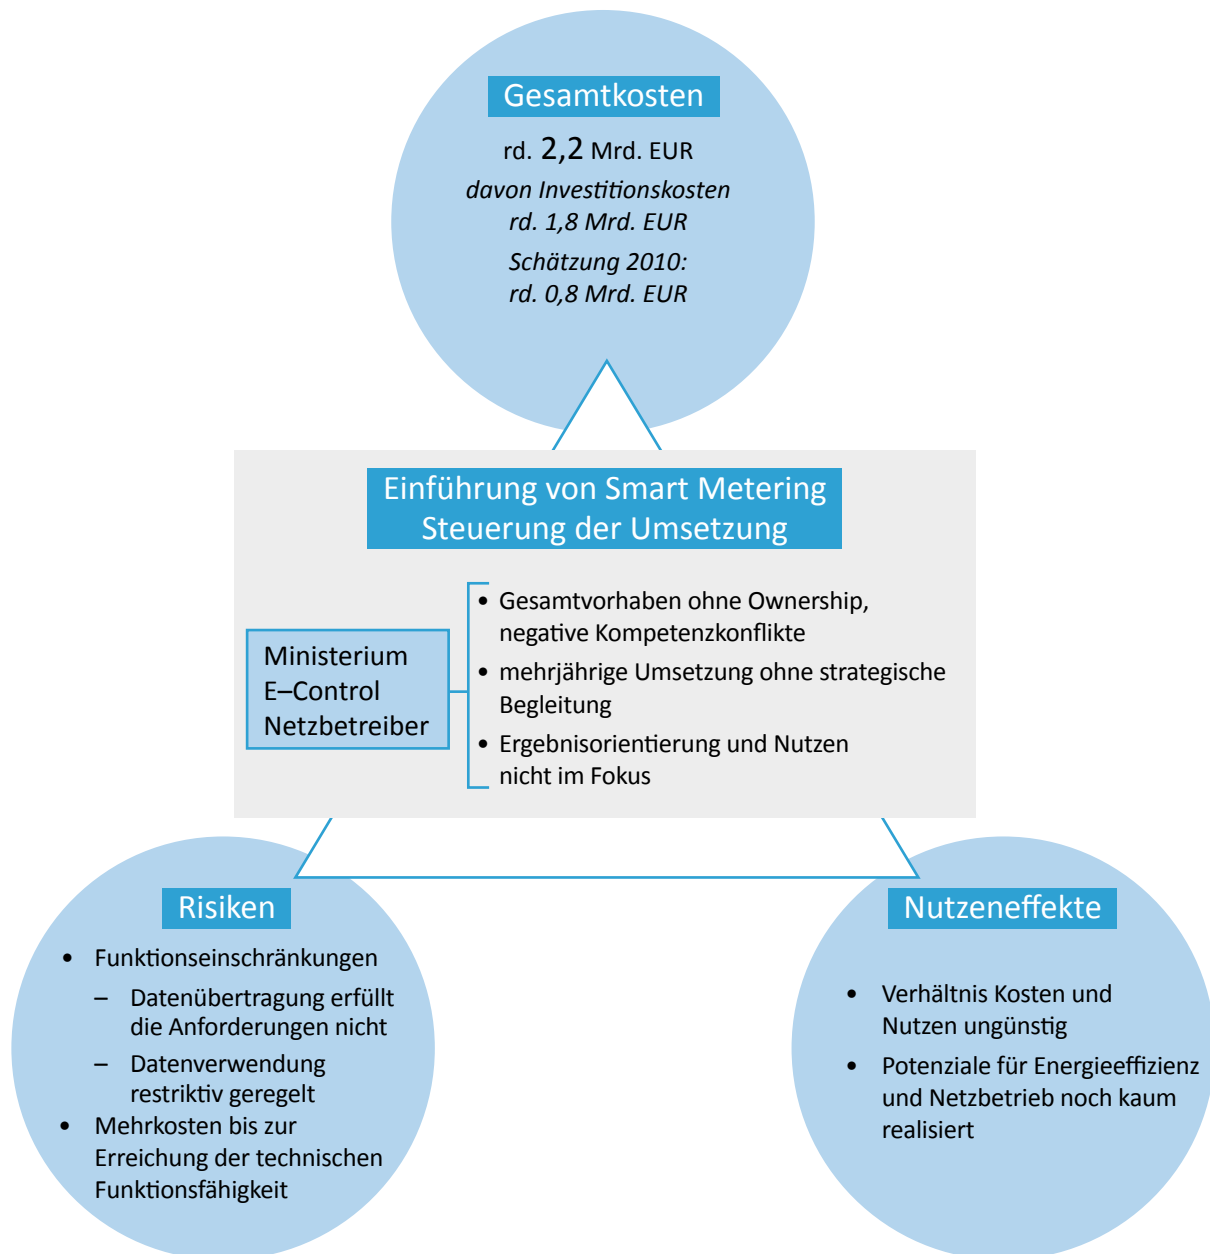 Gesamtkosten
rd. 2,2 Mrd. EUR
davon Investitionskosten
rd. 1,8 Mrd. EUR
Schätzung 2010:
rd. 0,8 Mrd. EUR
Einführung von Smart Metering
Steuerung der Umsetzung
Ministerium
E–Control
Netzbetreiber
• Gesamtvorhaben ohne Ownership,
negative Kompetenzkonflikte
• mehrjährige Umsetzung ohne strategische
Begleitung
• Ergebnisorientierung und Nutzen
nicht im Fokus
Risiken
• Funktionseinschränkungen
– Datenübertragung erfüllt
die Anforderungen nicht
– Datenverwendung
restriktiv geregelt
• Mehrkosten bis zur
Erreichung der technischen
Funktionsfähigkeit
Nutzeneffekte
• Verhältnis Kosten und
Nutzen ungünstig
• Potenziale für Energieeffizienz
und Netzbetrieb noch kaum
realisiert